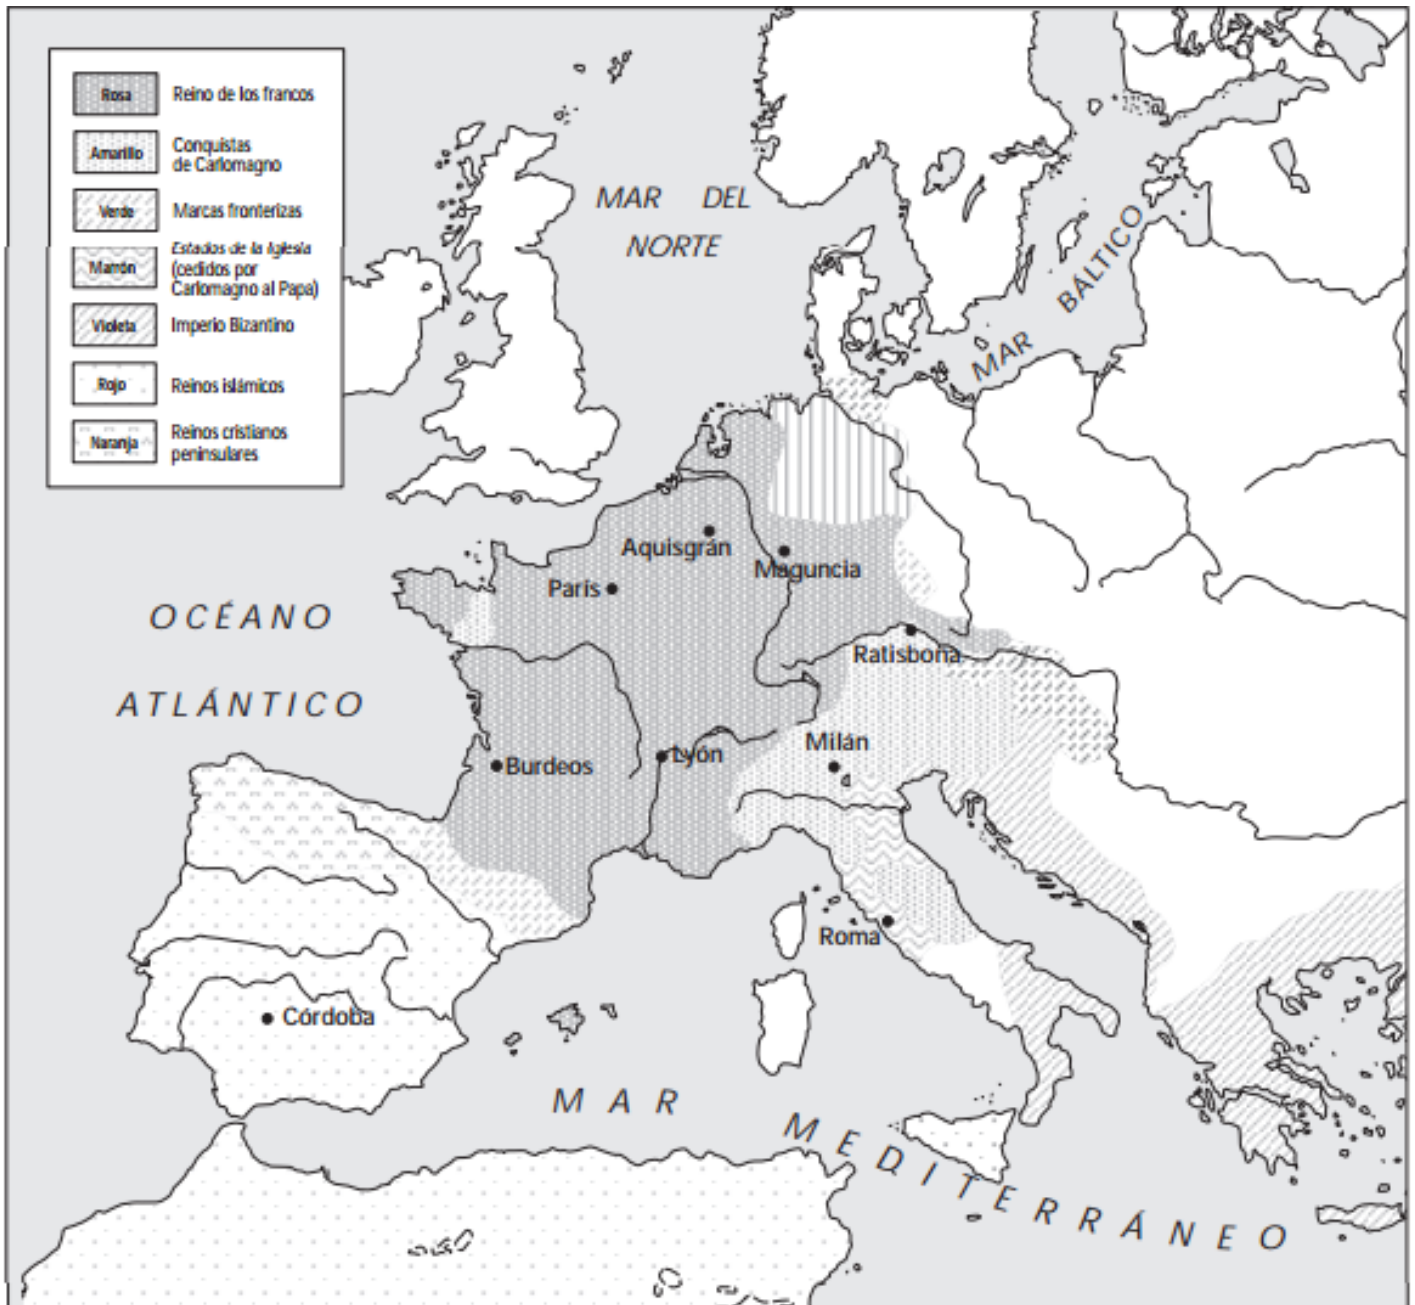 Rosa
Reino de los francos
Amarillo
Conquistas
de Carlomagno
Verde
Marcas fronterizas
Marrón
Estados de la Iglesia
(cedidos por
Carlomagno al Papa)
Violeta
Imperio Bizantino
Rojo
Reinos islámicos
Naranja
Reinos cristianos
peninsulares
MAR DEL
NORTE
MAR BÁLTICO
Aquisgrán
Maguncia
París
OCÉANO
ATLÁNTICO
Ratisbona
Milán
Lyón
Burdeos
Roma
Córdoba
MAR MEDITERRÁNEO